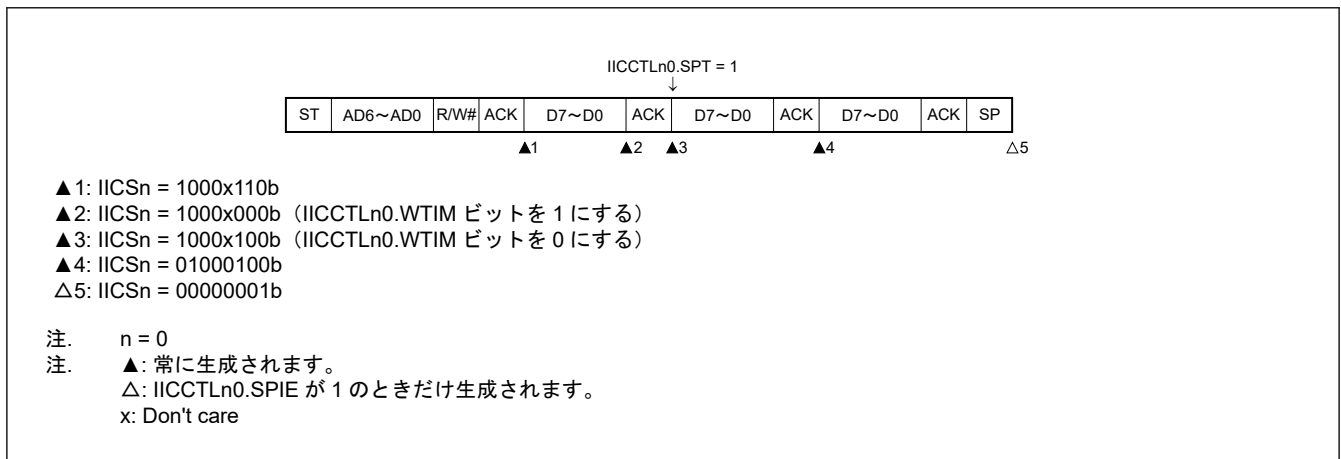 IICCTLn0.SPT = 1
↓
ST AD6～AD0 R/W# ACK D7～D0 ACK D7～D0 ACK D7～D0 ACK SP
▲1 ▲2 ▲3 ▲4 △5
▲1: IICSn = 1000x110b
▲2: IICSn = 1000x000b（IICCTLn0.WTIM ビットを 1 にする）
▲3: IICSn = 1000x100b（IICCTLn0.WTIM ビットを 0 にする）
▲4: IICSn = 01000100b
△5: IICSn = 00000001b
注. n = 0
注. ▲: 常に生成されます。
△: IICCTLn0.SPIE が 1 のときだけ生成されます。
x: Don't care